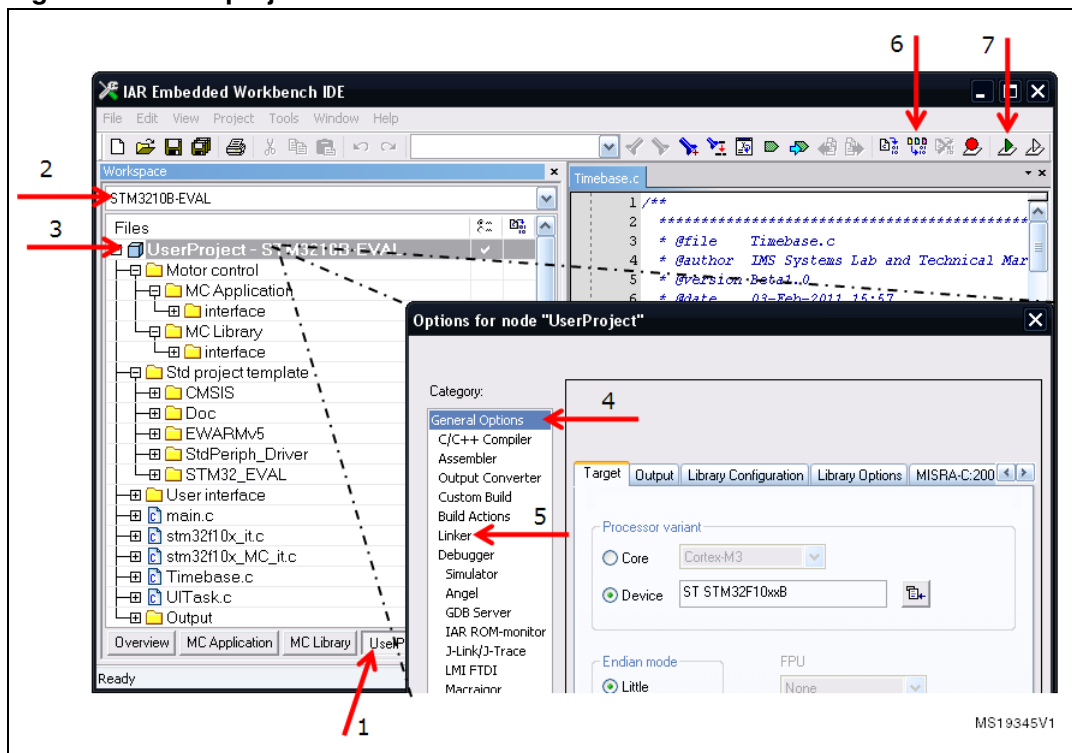 6 7
IAR Embedded Workbench IDE
File Edit View Project Tools Window Help
2
Workspace
Timebase.c
STM3210B-EVAL
3
Files
UserProject - STM3210B-EVAL
Motor control
MC Application
interface
MC Library
interface
Std project template
CMSIS
Doc
EWARMv5
StdPeriph_Driver
STM32_EVAL
User interface
main.c
stm32f10x_it.c
stm32f10x_MC_it.c
Timebase.c
UITask.c
Output
Overview MC Application MC Library UserP
Ready
1
1 /**
2 ******************************************
3 * @file Timebase.c
4 * @author IMS Systems Lab and Technical Mar
5 * @version Beta1.0
6 * @date 03-Feb-2011 15:57
Options for node "UserProject"
Category:
4
General Options
C/C++ Compiler
Assembler
Output Converter
Custom Build
Build Actions
5
Linker
Debugger
Simulator
Angel
GDB Server
IAR ROM-monitor
J-Link/J-Trace
LMI FTDI
Macraigor
Target Output Library Configuration Library Options MISRA-C:200
Processor variant
Core Cortex-M3
Device ST STM32F10xxB
Endian mode FPU
Little None
MS19345V1